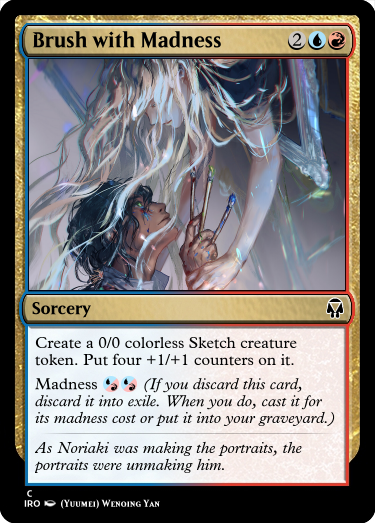 Brush with Madness 2
Sorcery
Create a 0/0 colorless Sketch creature
token. Put four +1/+1 counters on it.
Madness (If you discard this card,
discard it into exile. When you do, cast it for
its madness cost or put it into your graveyard.)
As Noriaki was making the portraits, the
portraits were unmaking him.
C
IRO (Yuumei) Wenqing Yan